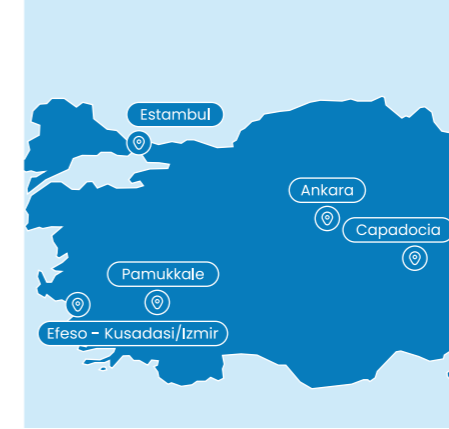 Estambul
Ankara
Capadocia
Pamukkale
Efeso - Kusadasi/Izmir